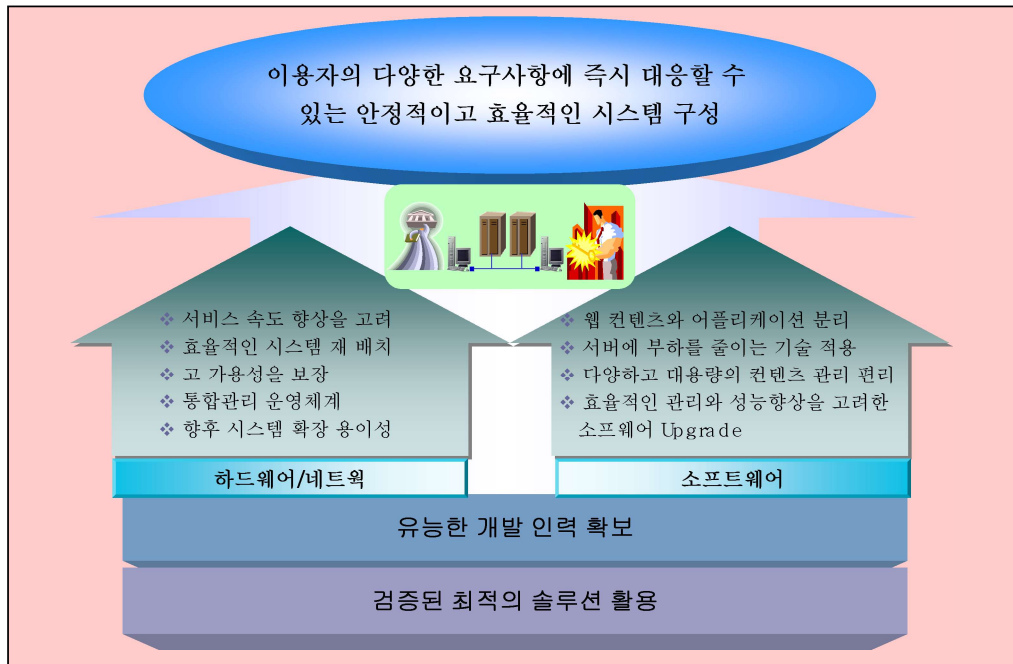 이용자의 다양한 요구사항에 즉시 대응할 수
있는 안정적이고 효율적인 시스템 구성
❖ 서비스 속도 향상을 고려
❖ 효율적인 시스템 재 배치
❖ 고 가용성을 보장
❖ 통합관리 운영체계
❖ 향후 시스템 확장 용이성
하드웨어/네트웍
❖ 웹 컨텐츠와 어플리케이션 분리
❖ 서버에 부하를 줄이는 기술 적용
❖ 다양하고 대용량의 컨텐츠 관리 편리
❖ 효율적인 관리와 성능향상을 고려한
소프웨어 Upgrade
소프트웨어
유능한 개발 인력 확보
검증된 최적의 솔루션 활용